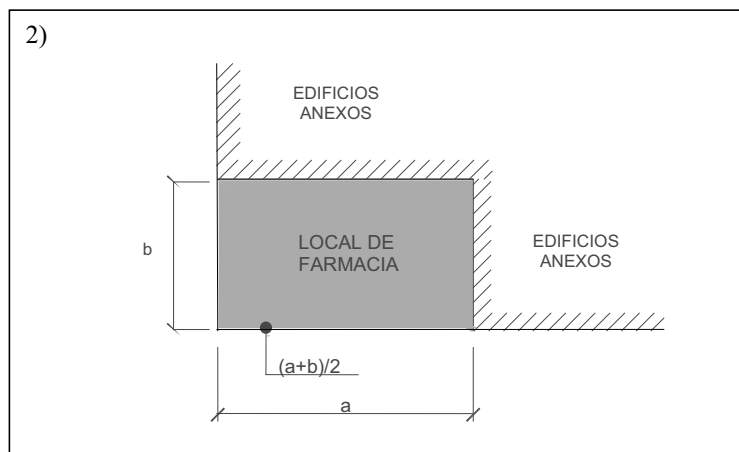 2)
EDIFICIOS
ANEXOS
b
LOCAL DE
FARMACIA
EDIFICIOS
ANEXOS
(a+b)/2
a